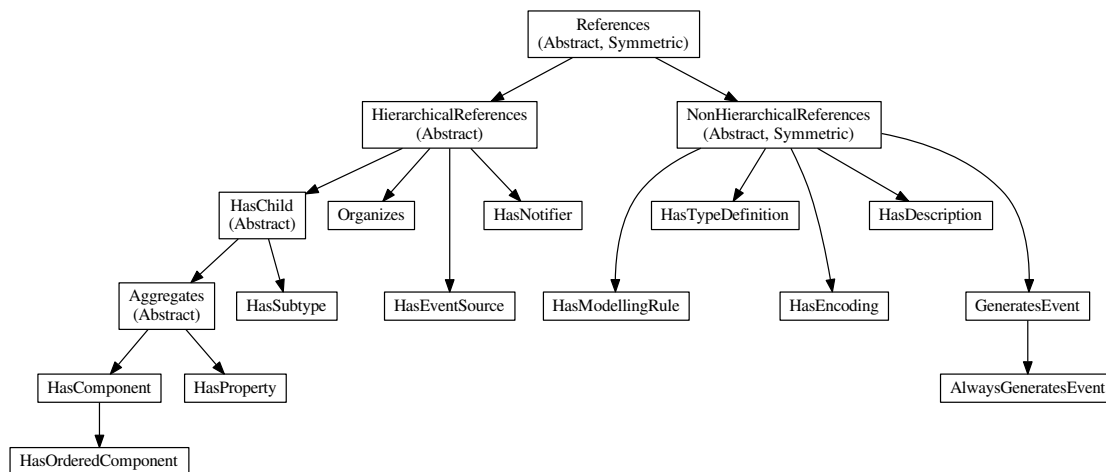 References
(Abstract, Symmetric)
HierarchicalReferences
(Abstract)
NonHierarchicalReferences
(Abstract, Symmetric)
HasChild
(Abstract)
Organizes
HasNotifier
HasTypeDefinition
HasDescription
Aggregates
(Abstract)
HasSubtype
HasEventSource
HasModellingRule
HasEncoding
GeneratesEvent
HasComponent
HasProperty
AlwaysGeneratesEvent
HasOrderedComponent